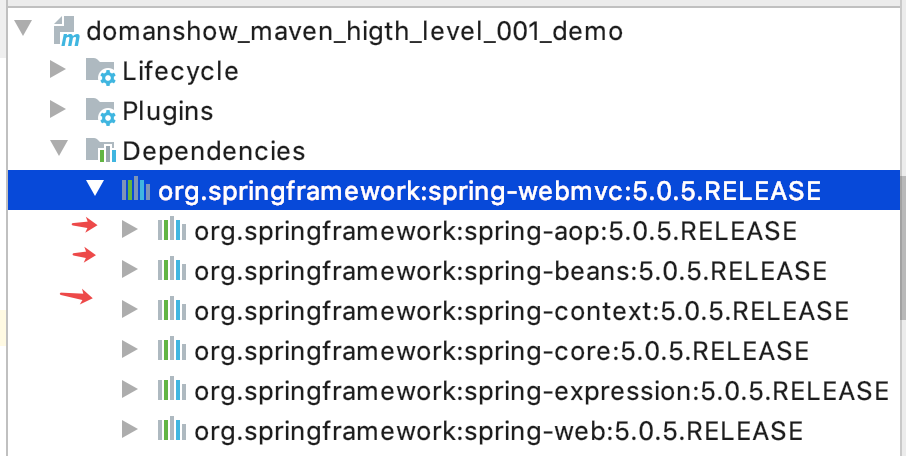 domanshow_maven_higth_level_001_demo
Lifecycle
Plugins
Dependencies
org.springframework:spring-webmvc:5.0.5.RELEASE
org.springframework:spring-aop:5.0.5.RELEASE
org.springframework:spring-beans:5.0.5.RELEASE
org.springframework:spring-context:5.0.5.RELEASE
org.springframework:spring-core:5.0.5.RELEASE
org.springframework:spring-expression:5.0.5.RELEASE
org.springframework:spring-web:5.0.5.RELEASE